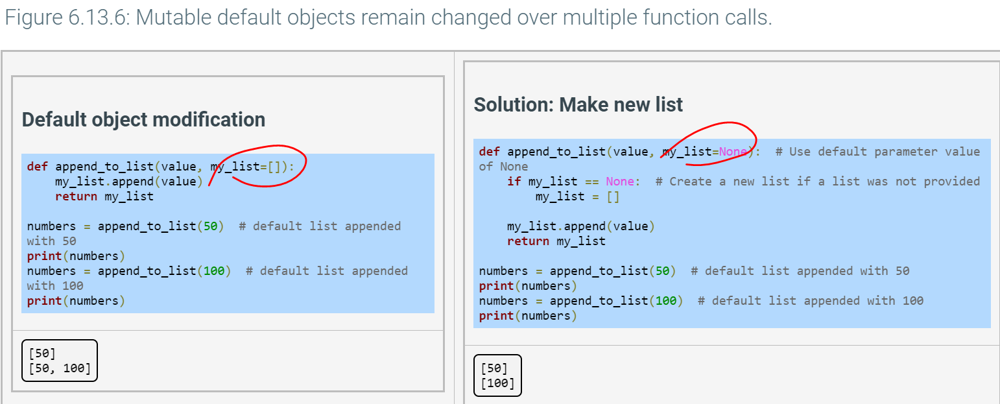 Figure 6.13.6: Mutable default objects remain changed over multiple function calls.
Default object modification
def append_to_list(value, my_list=[]):
    my_list.append(value)
    return my_list

numbers = append_to_list(50)  # default list appended
with 50
print(numbers)
numbers = append_to_list(100)  # default list appended
with 100
print(numbers)
[50]
[50, 100]
Solution: Make new list
def append_to_list(value, my_list=None):  # Use default parameter value
of None
    if my_list == None:  # Create a new list if a list was not provided
        my_list = []

    my_list.append(value)
    return my_list

numbers = append_to_list(50)  # default list appended with 50
print(numbers)
numbers = append_to_list(100)  # default list appended with 100
print(numbers)
[50]
[100]